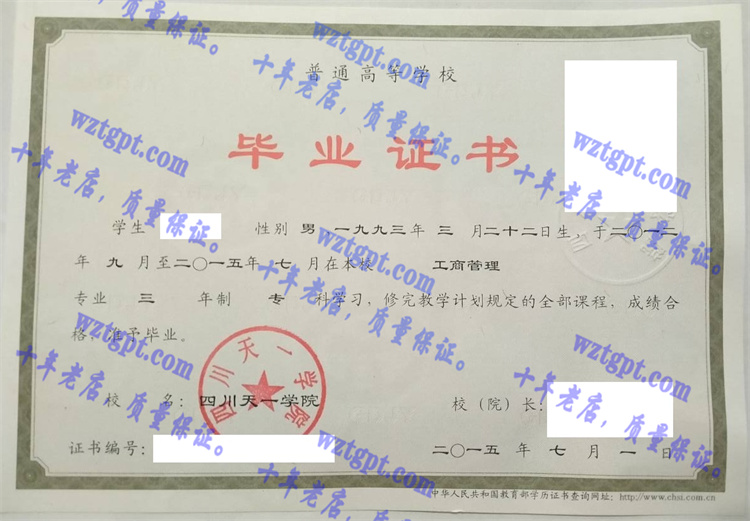 普通高等学校
毕业证书
学生 性别 男 一九九三年 三 月二十二日生，于二〇一二
年 九 月至二〇一五年 七 月在本校 工商管理
专业 三 年制 专 科学习，修完教学计划规定的全部课程，成绩合
格，准予毕业。
四川天一学院
校 名：四川天一学院 校（院）长：
证书编号： 二〇一五 年 七 月 一 日
中华人民共和国教育部学历证书查询网址：http://www.chsi.com.cn
wztgpt.com
十年老店，质量保证。